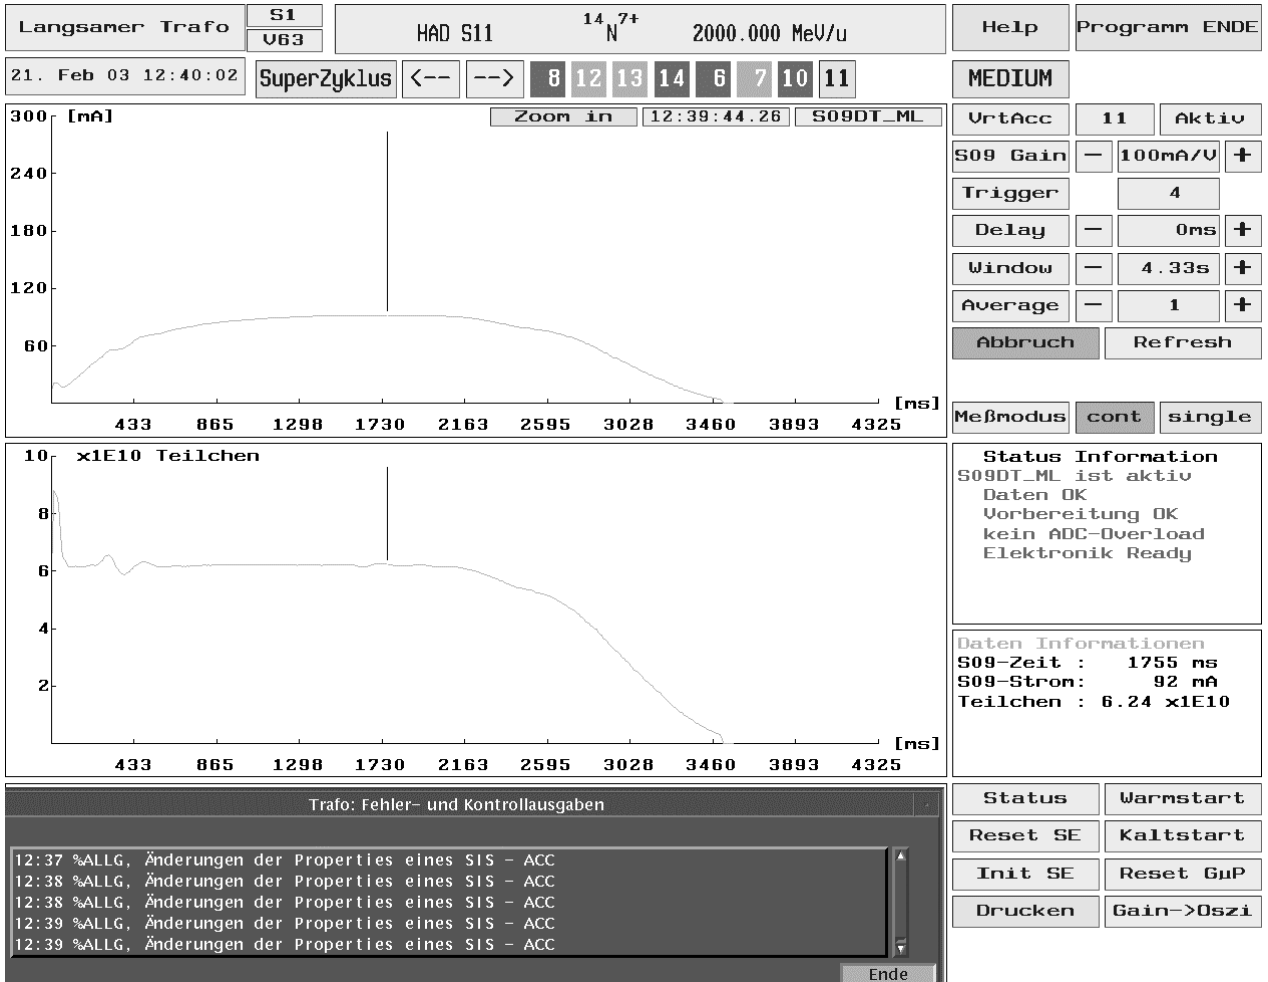 Langsamer Trafo
S1
V63
HAD S11 14N7+ 2000.000 MeV/u
Help
Programm ENDE
21. Feb 03 12:40:02
SuperZyklus <-- --> 8 12 13 14 6 7 10 11
MEDIUM
300 [mA]
Zoom in 12:39:44.26 S09DT_ML
240
180
120
60
[ms]
433 865 1298 1730 2163 2595 3028 3460 3893 4325
VrtAcc 11 Aktiv
S09 Gain - 100mA/V +
Trigger 4
Delay - 0ms +
Window - 4.33s +
Average - 1 +
Abbruch Refresh
Meßmodus cont single
10 x1E10 Teilchen
8
6
4
2
[ms]
433 865 1298 1730 2163 2595 3028 3460 3893 4325
Status Information
S09DT_ML ist aktiv
Daten OK
Vorbereitung OK
kein ADC-Overload
Elektronik Ready
Daten Informationen
S09-Zeit : 1755 ms
S09-Strom: 92 mA
Teilchen : 6.24 x1E10
Trafo: Fehler- und Kontrollausgaben
12:37 %ALLG, Änderungen der Properties eines SIS - ACC
12:38 %ALLG, Änderungen der Properties eines SIS - ACC
12:38 %ALLG, Änderungen der Properties eines SIS - ACC
12:39 %ALLG, Änderungen der Properties eines SIS - ACC
12:39 %ALLG, Änderungen der Properties eines SIS - ACC
Ende
Status Warmstart
Reset SE Kaltstart
Init SE Reset GµP
Drucken Gain->Oszi